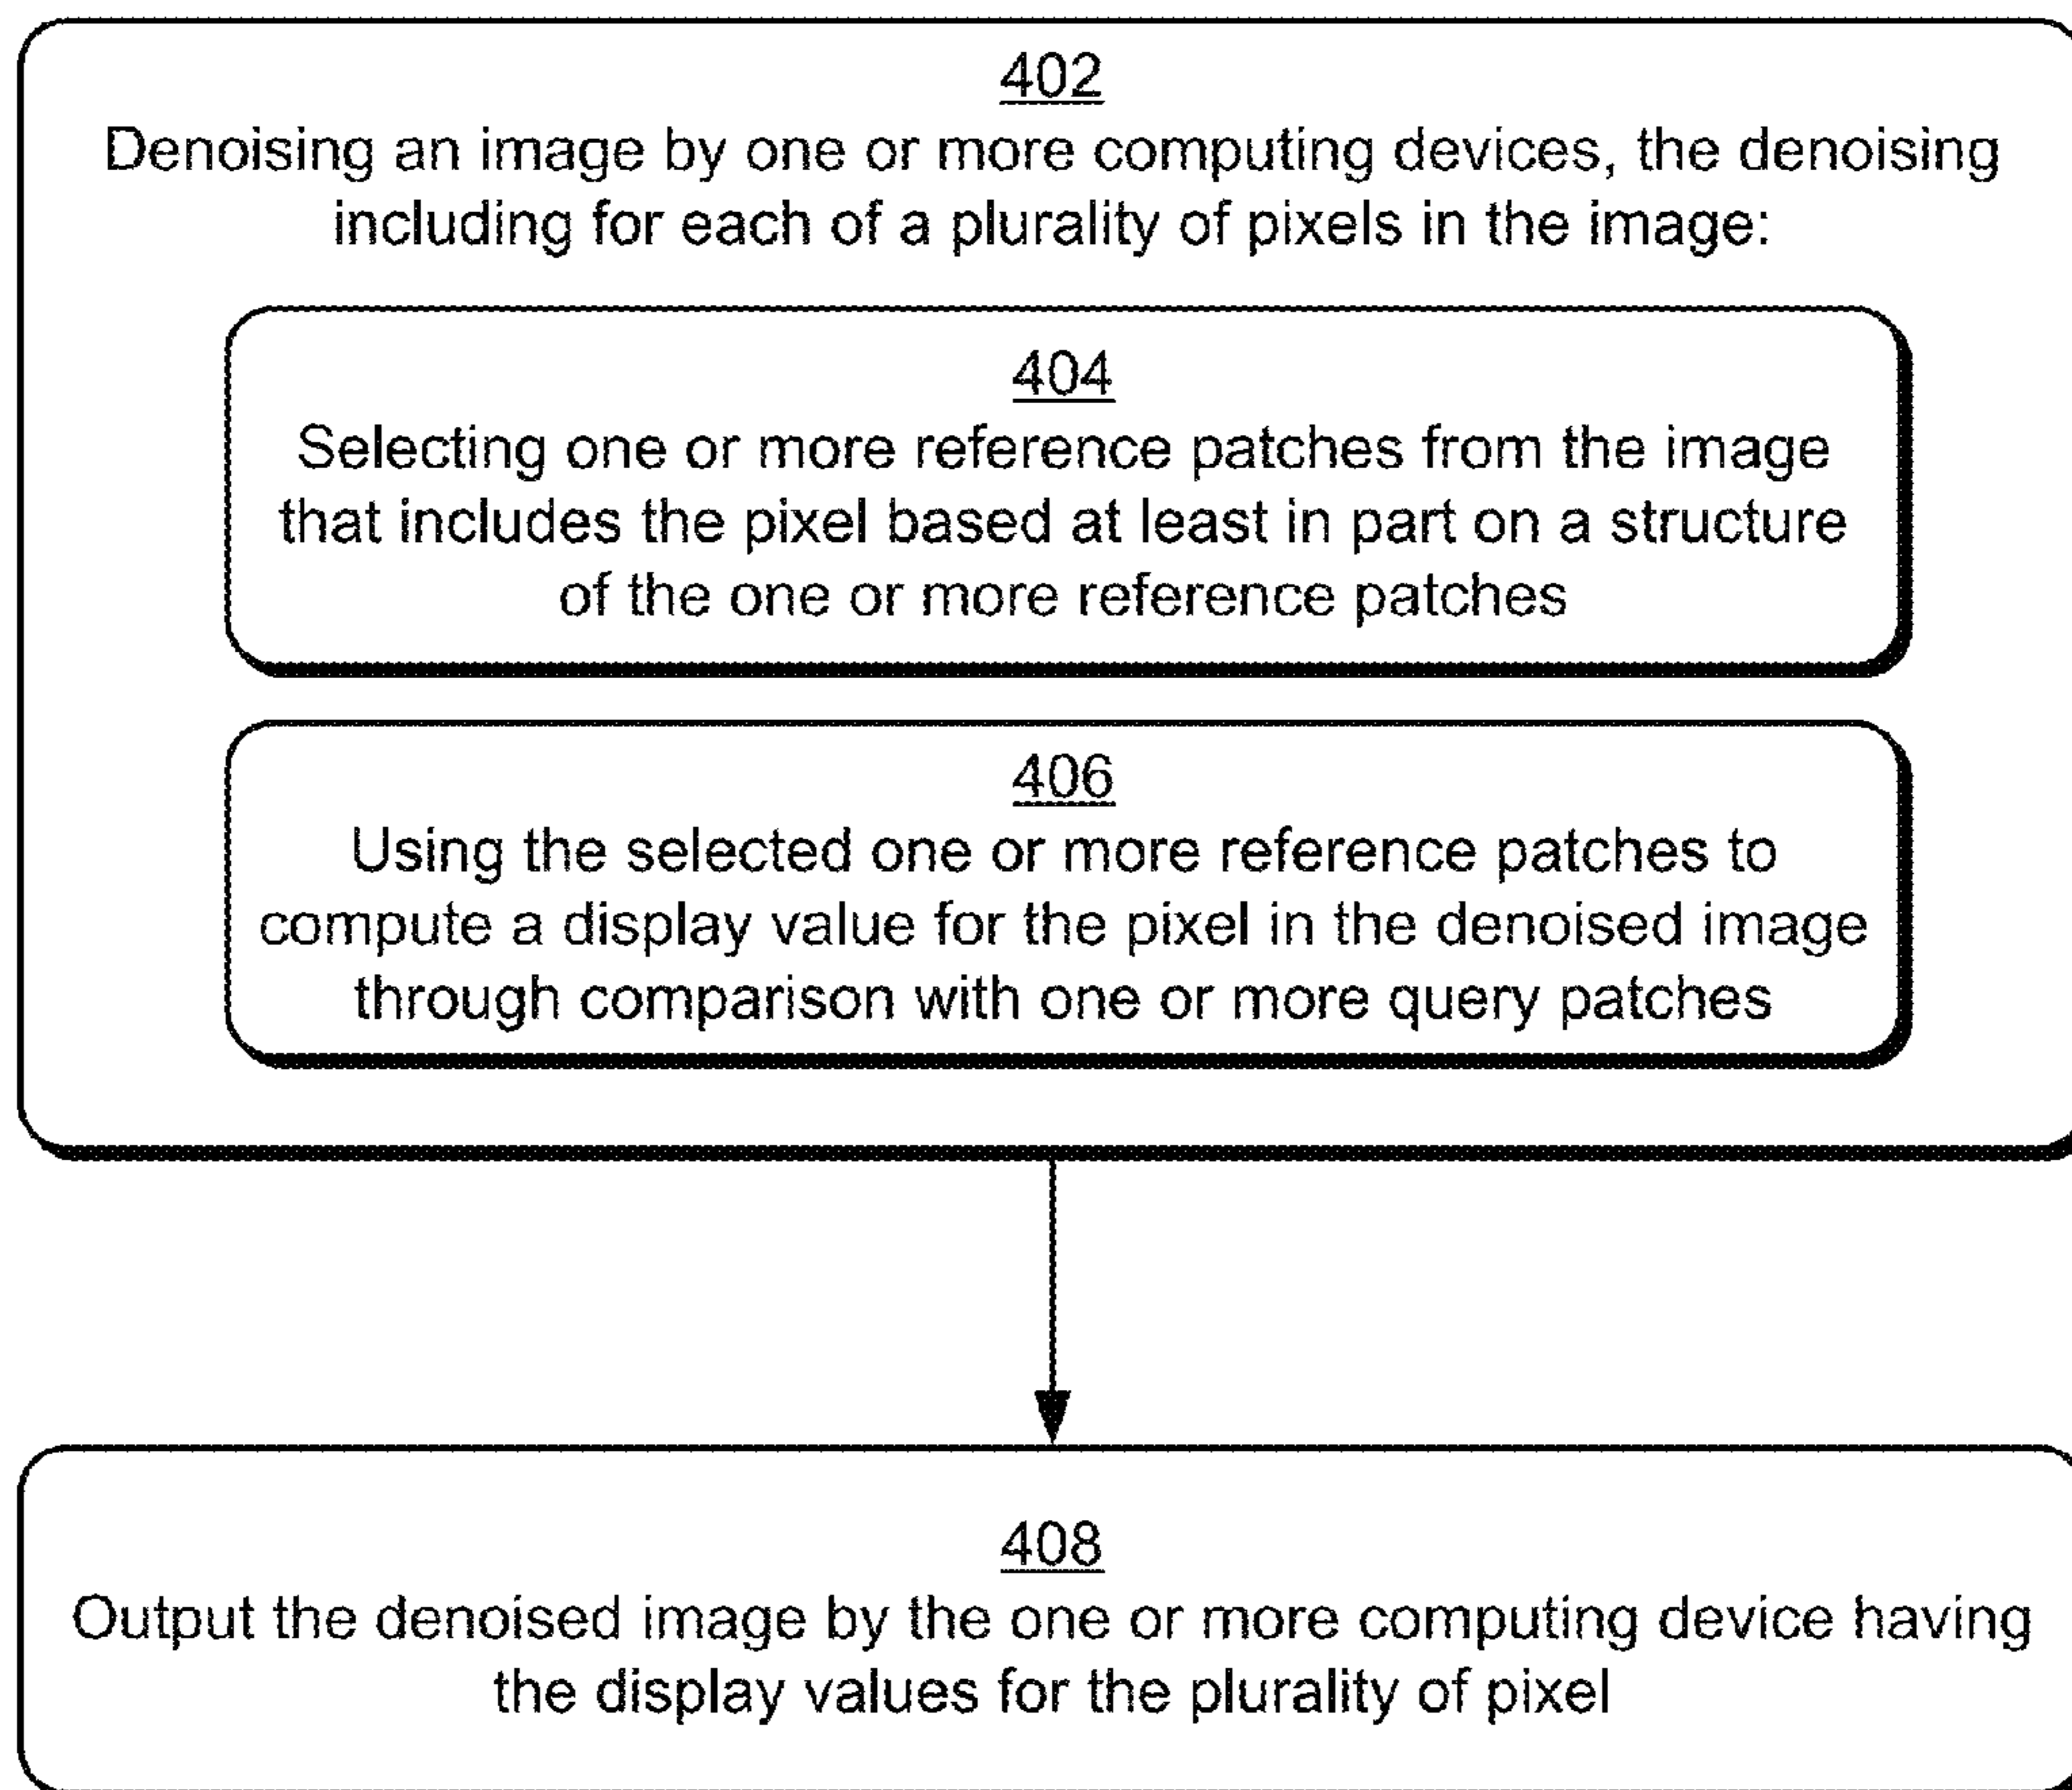 402
Denoising an image by one or more computing devices, the denoising
including for each of a plurality of pixels in the image:
404
Selecting one or more reference patches from the image
that includes the pixel based at least in part on a structure
of the one or more reference patches
406
Using the selected one or more reference patches to
compute a display value for the pixel in the denoised image
through comparison with one or more query patches
408
Output the denoised image by the one or more computing device having
the display values for the plurality of pixel